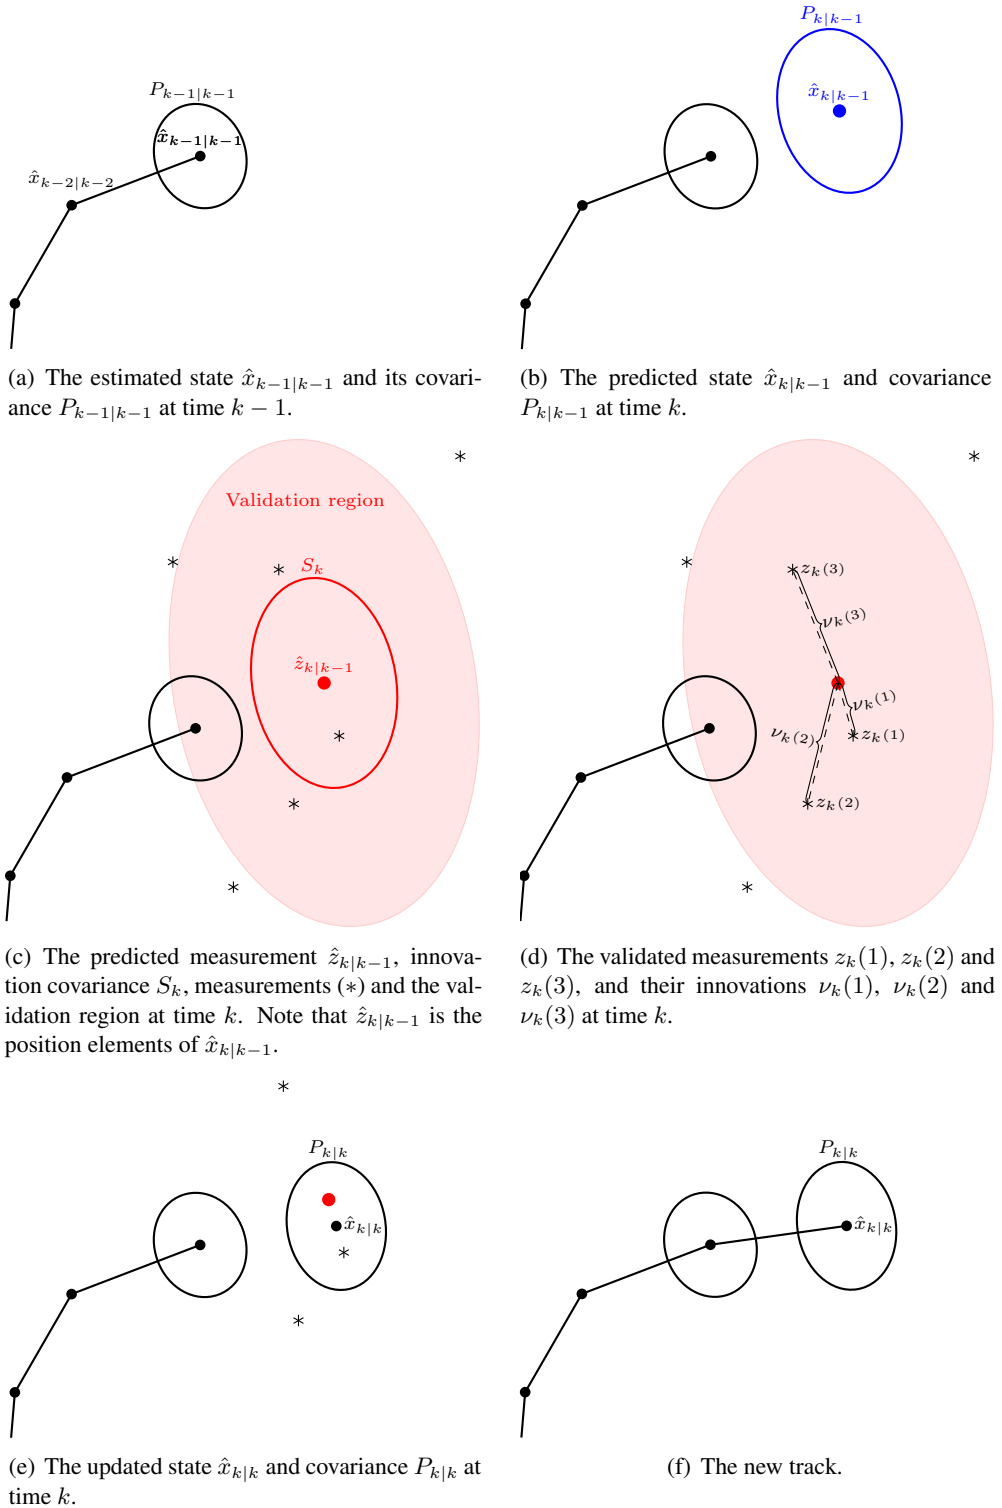 P_{k−1|k−1}
x̂_{k−1|k−1}
x̂_{k−2|k−2}
(a) The estimated state x̂_{k−1|k−1} and its covari-
ance P_{k−1|k−1} at time k − 1.
P_{k|k−1}
x̂_{k|k−1}
(b) The predicted state x̂_{k|k−1} and covariance
P_{k|k−1} at time k.
Validation region
S_k
ẑ_{k|k−1}
(c) The predicted measurement ẑ_{k|k−1}, innova-
tion covariance S_k, measurements (∗) and the val-
idation region at time k. Note that ẑ_{k|k−1} is the
position elements of x̂_{k|k−1}.
z_k(3)
ν_k(3)
ν_k(1)
ν_k(2)
z_k(1)
z_k(2)
(d) The validated measurements z_k(1), z_k(2) and
z_k(3), and their innovations ν_k(1), ν_k(2) and
ν_k(3) at time k.
P_{k|k}
x̂_{k|k}
(e) The updated state x̂_{k|k} and covariance P_{k|k} at
time k.
P_{k|k}
x̂_{k|k}
(f) The new track.